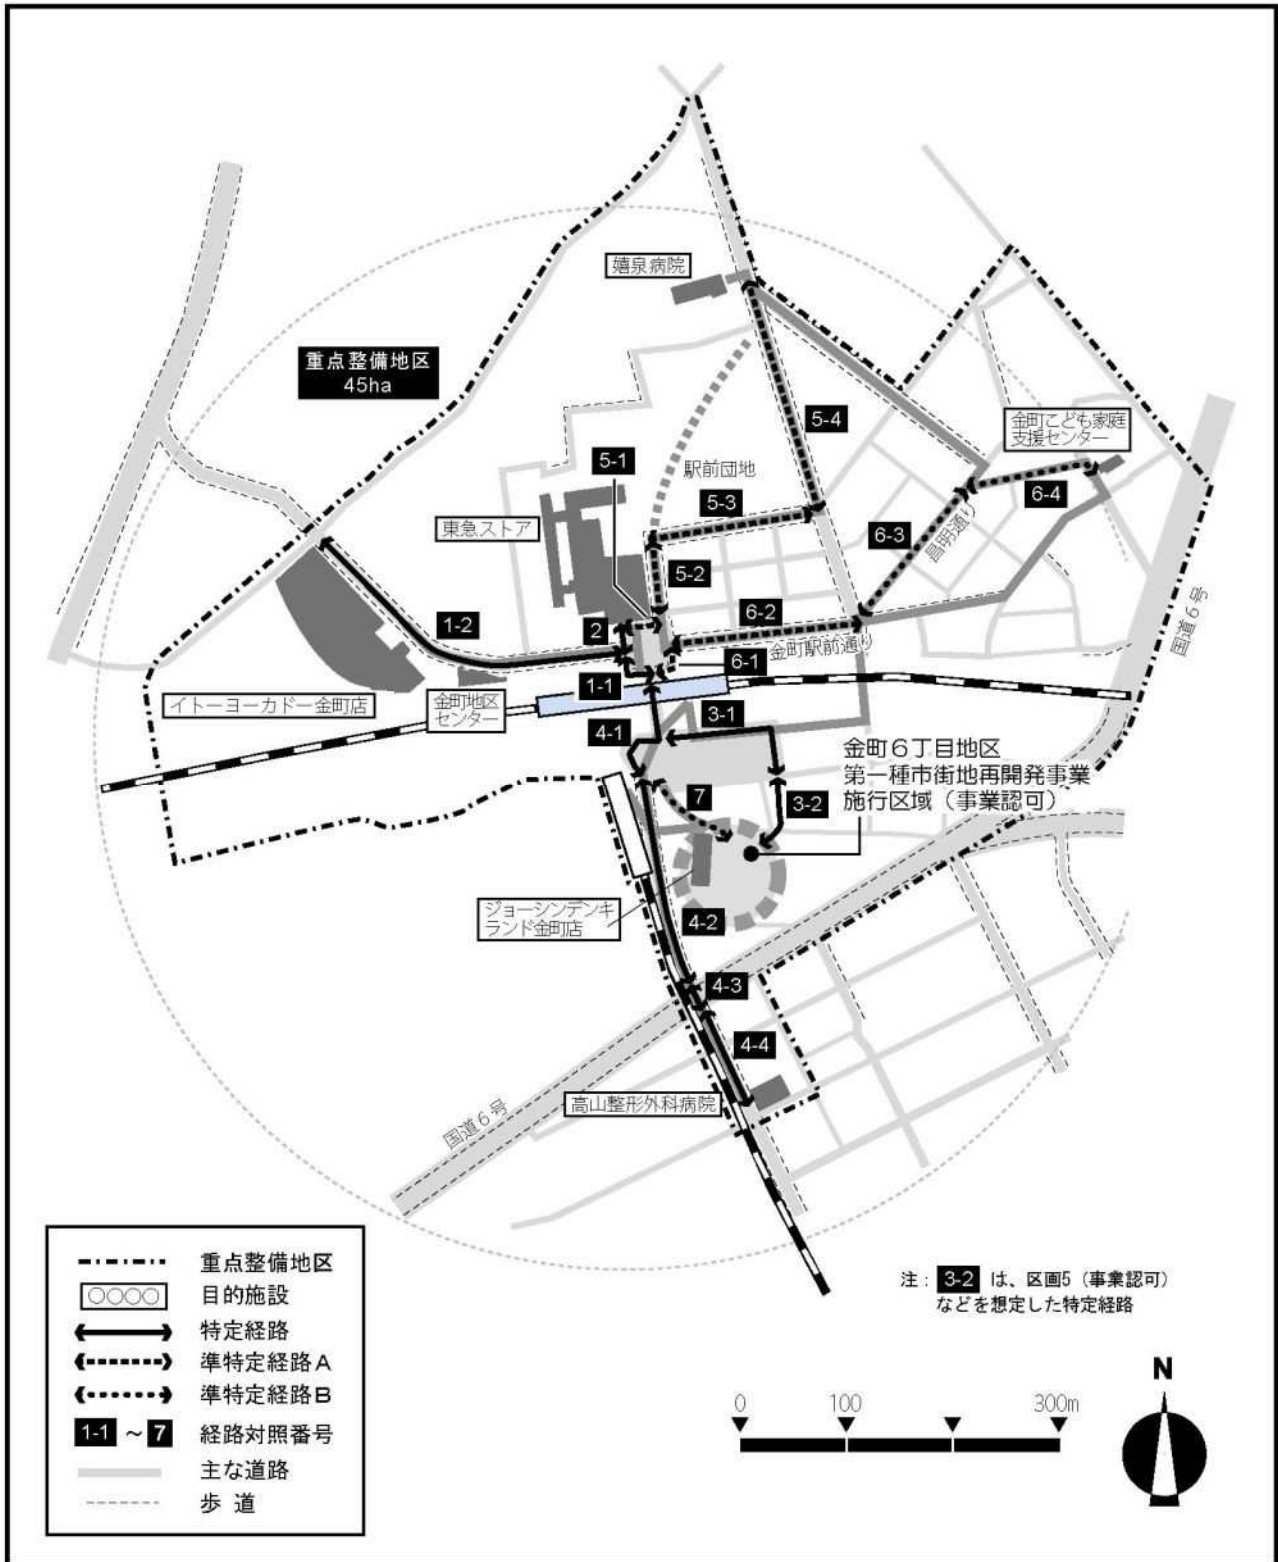 嬉泉病院
重点整備地区
45ha
金町こども家庭
支援センター
5-4
5-1
駅前団地
6-4
5-3
東急ストア
6-3
昌明通り
5-2
国道6号
1-2
2
6-2
金町駅前通り
6-1
1-1
イトーヨーカドー金町店
金町地区
センター
3-1
4-1
金町6丁目地区
第一種市街地再開発事業
施行区域（事業認可）
7
3-2
ジョーシンデンキ
ランド金町店
4-2
4-3
4-4
高山整形外科病院
国道6号
重点整備地区
○○○○ 目的施設
特定経路
準特定経路A
準特定経路B
1-1 ～ 7 経路対照番号
主な道路
歩道
注：3-2 は、区画5（事業認可）
などを想定した特定経路
N
0 100 300m